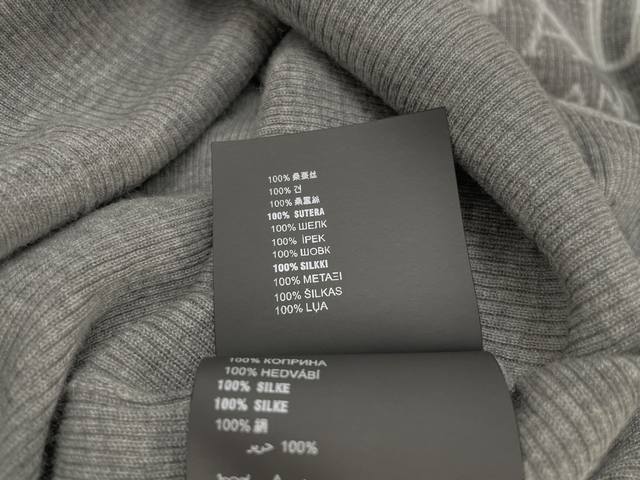 100% 桑蚕丝
100% 견
100% 桑蠶絲
100% SUTERA
100% ШЕЛК
100% İPEK
100% ШОВК
100% SILKKI
100% ΜΕΤΑΞΙ
100% ŠILKAS
100% LỤA
100% КОПРИНА
100% HEDVÁBÍ
100% SILKE
100% SILKE
100% 絹
حرير 100%